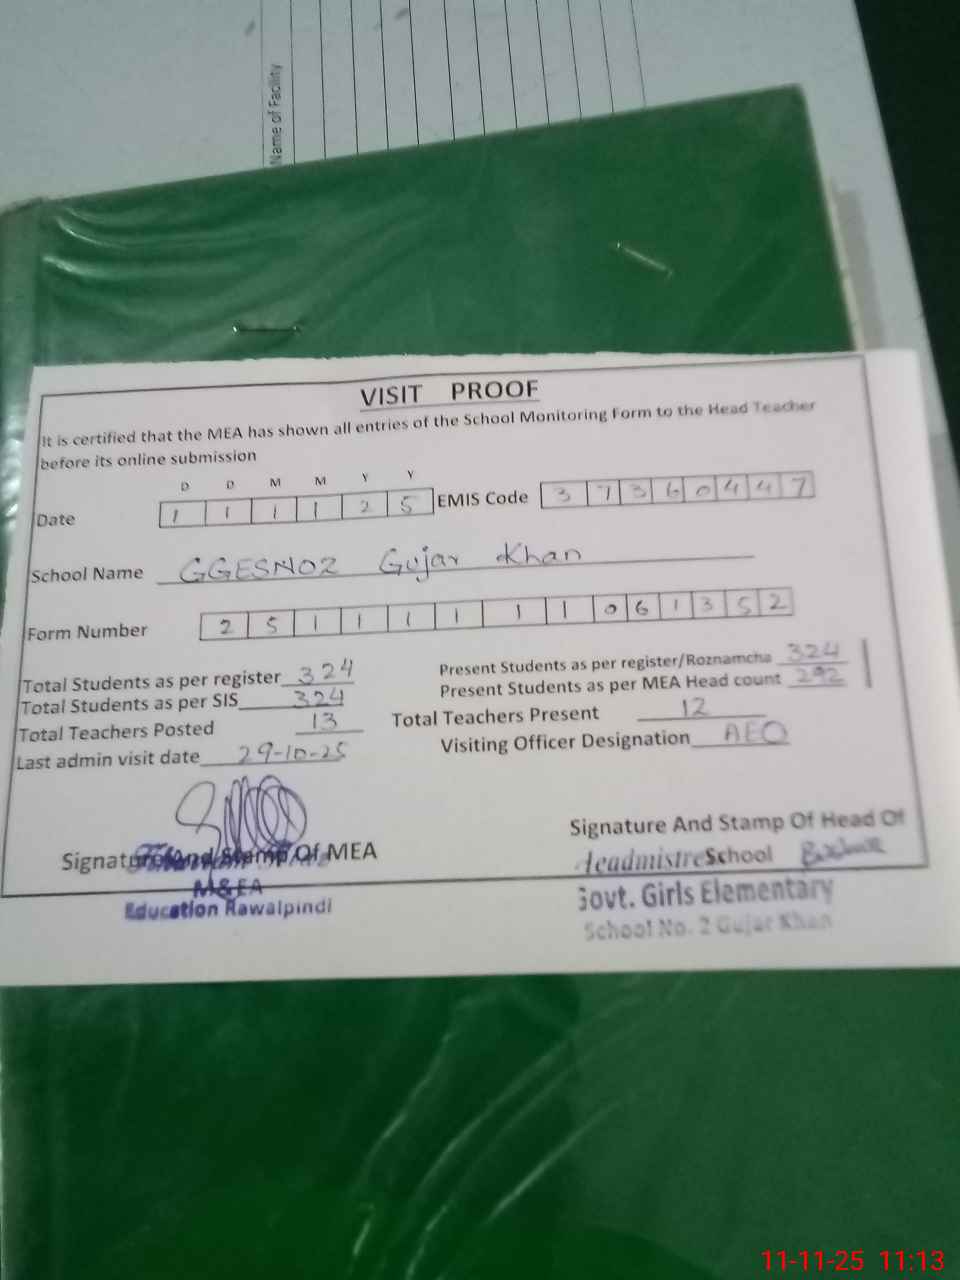 Name of Facility
VISIT PROOF
It is certified that the MEA has shown all entries of the School Monitoring Form to the Head Teacher
before its online submission
D D M M Y Y
Date 1 1 1 1 2 5 EMIS Code 3 7 3 6 0 4 4 7
School Name GGESNO2 Gujar Khan
Form Number 2 5 1 1 1 1 1 1 0 6 1 3 5 2
Total Students as per register 324 Present Students as per register/Roznamcha 324
Total Students as per SIS 324 Present Students as per MEA Head count 292
Total Teachers Posted 13 Total Teachers Present 12
Last admin visit date 29-10-25 Visiting Officer Designation AEO
Signature And Stamp Of Head Of
Signature And Stamp Of MEA School
M&EA
Education Rawalpindi
Headmistress
Govt. Girls Elementary
School No. 2 Gujar Khan
11-11-25 11:13